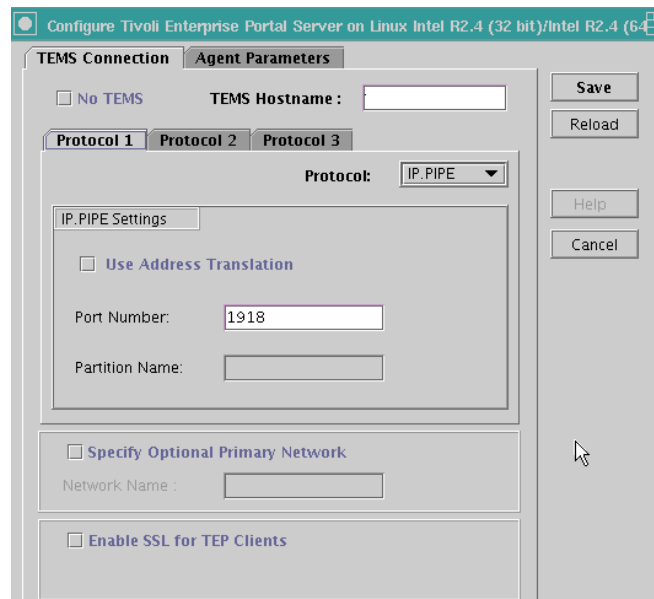 Configure Tivoli Enterprise Portal Server on Linux Intel R2.4 (32 bit)/Intel R2.4 (64
TEMS Connection Agent Parameters
No TEMS TEMS Hostname :
Save
Reload
Protocol 1 Protocol 2 Protocol 3
Protocol: IP.PIPE
Help
IP.PIPE Settings
Cancel
Use Address Translation
Port Number: 1918
Partition Name:
Specify Optional Primary Network
Network Name :
Enable SSL for TEP Clients